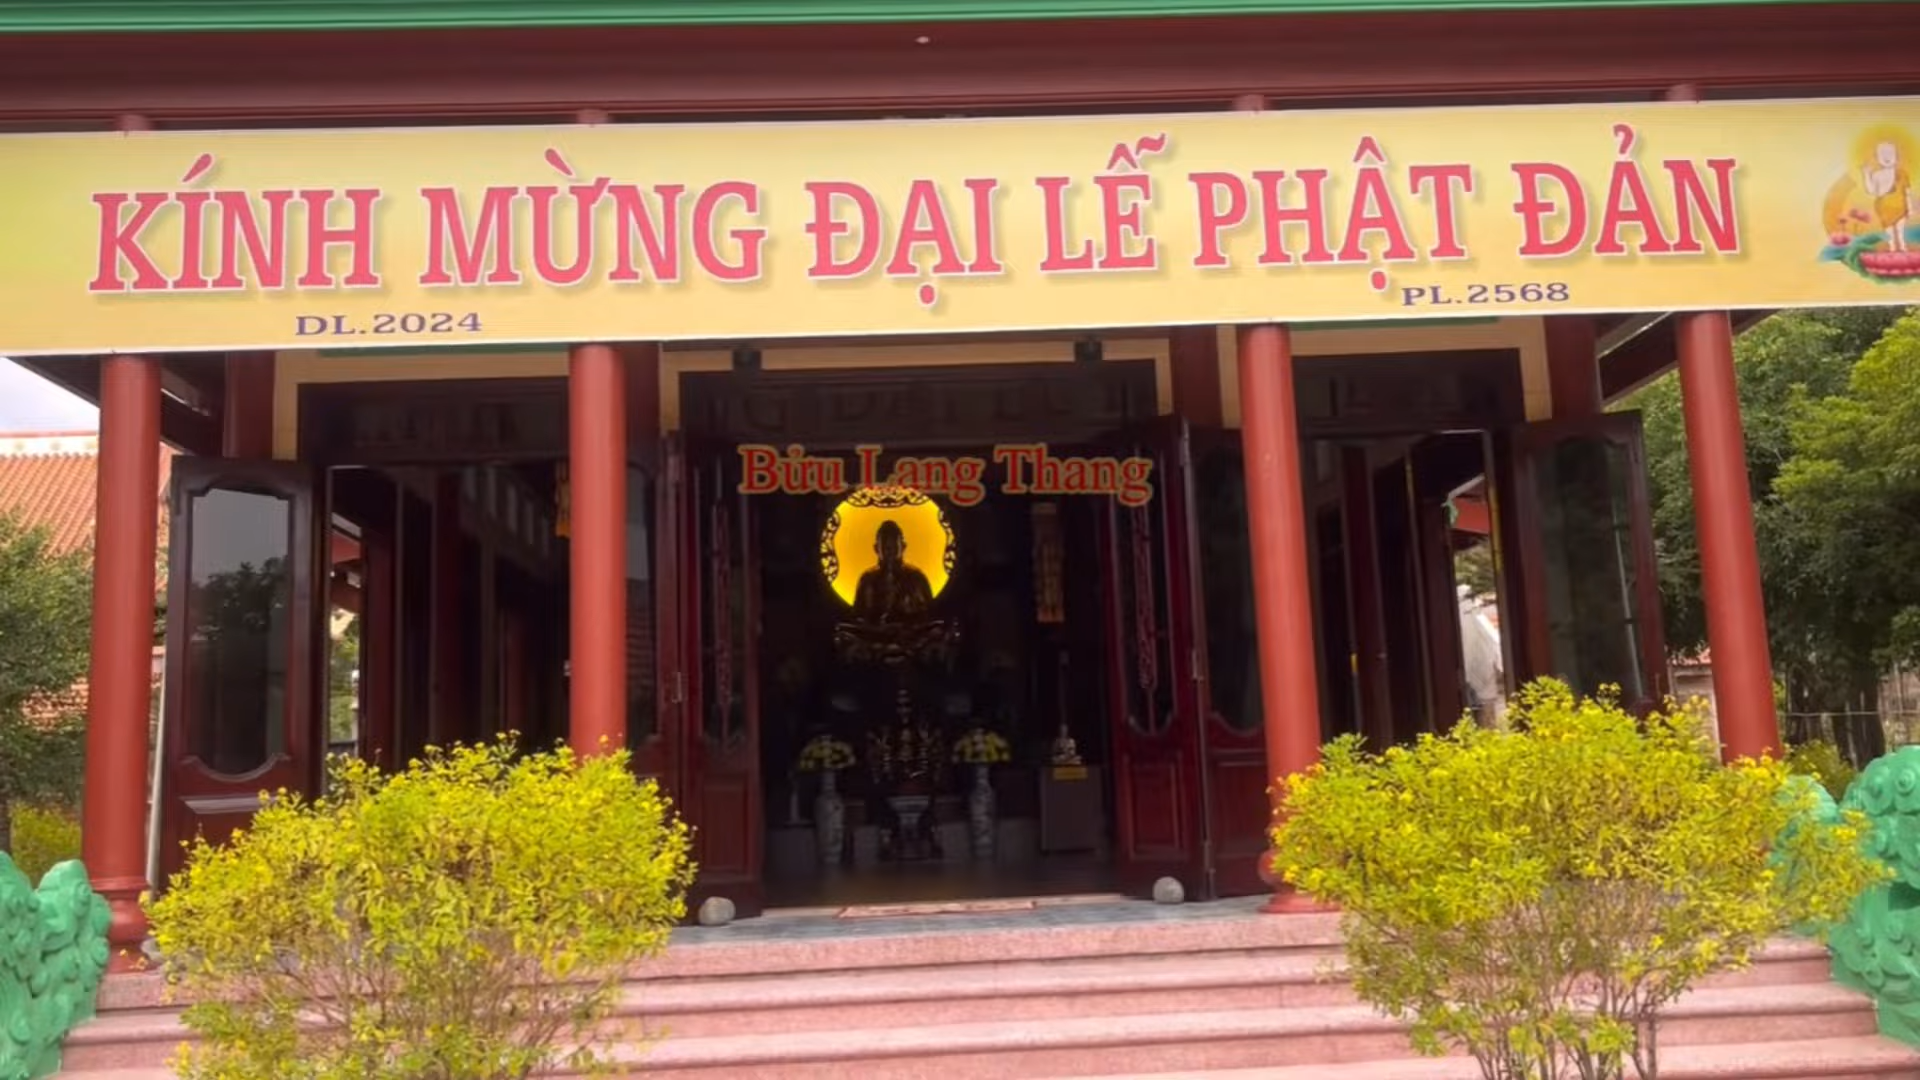 KÍNH MỪNG ĐẠI LỄ PHẬT ĐẢN
DL.2024
PL.2568
Bửu Lang Thang